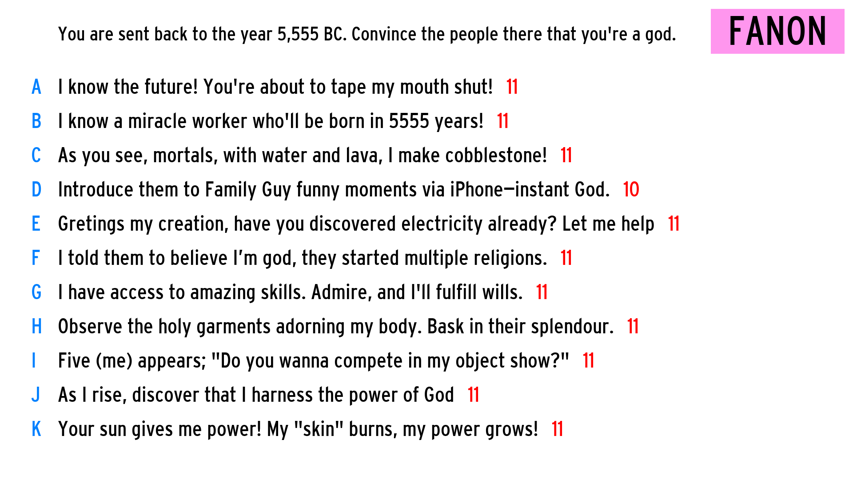 You are sent back to the year 5,555 BC. Convince the people there that you're a god.
FANON
A I know the future! You're about to tape my mouth shut! 11
B I know a miracle worker who'll be born in 5555 years! 11
C As you see, mortals, with water and lava, I make cobblestone! 11
D Introduce them to Family Guy funny moments via iPhone—instant God. 10
E Gretings my creation, have you discovered electricity already? Let me help 11
F I told them to believe I’m god, they started multiple religions. 11
G I have access to amazing skills. Admire, and I'll fulfill wills. 11
H Observe the holy garments adorning my body. Bask in their splendour. 11
I Five (me) appears; "Do you wanna compete in my object show?" 11
J As I rise, discover that I harness the power of God 11
K Your sun gives me power! My "skin" burns, my power grows! 11